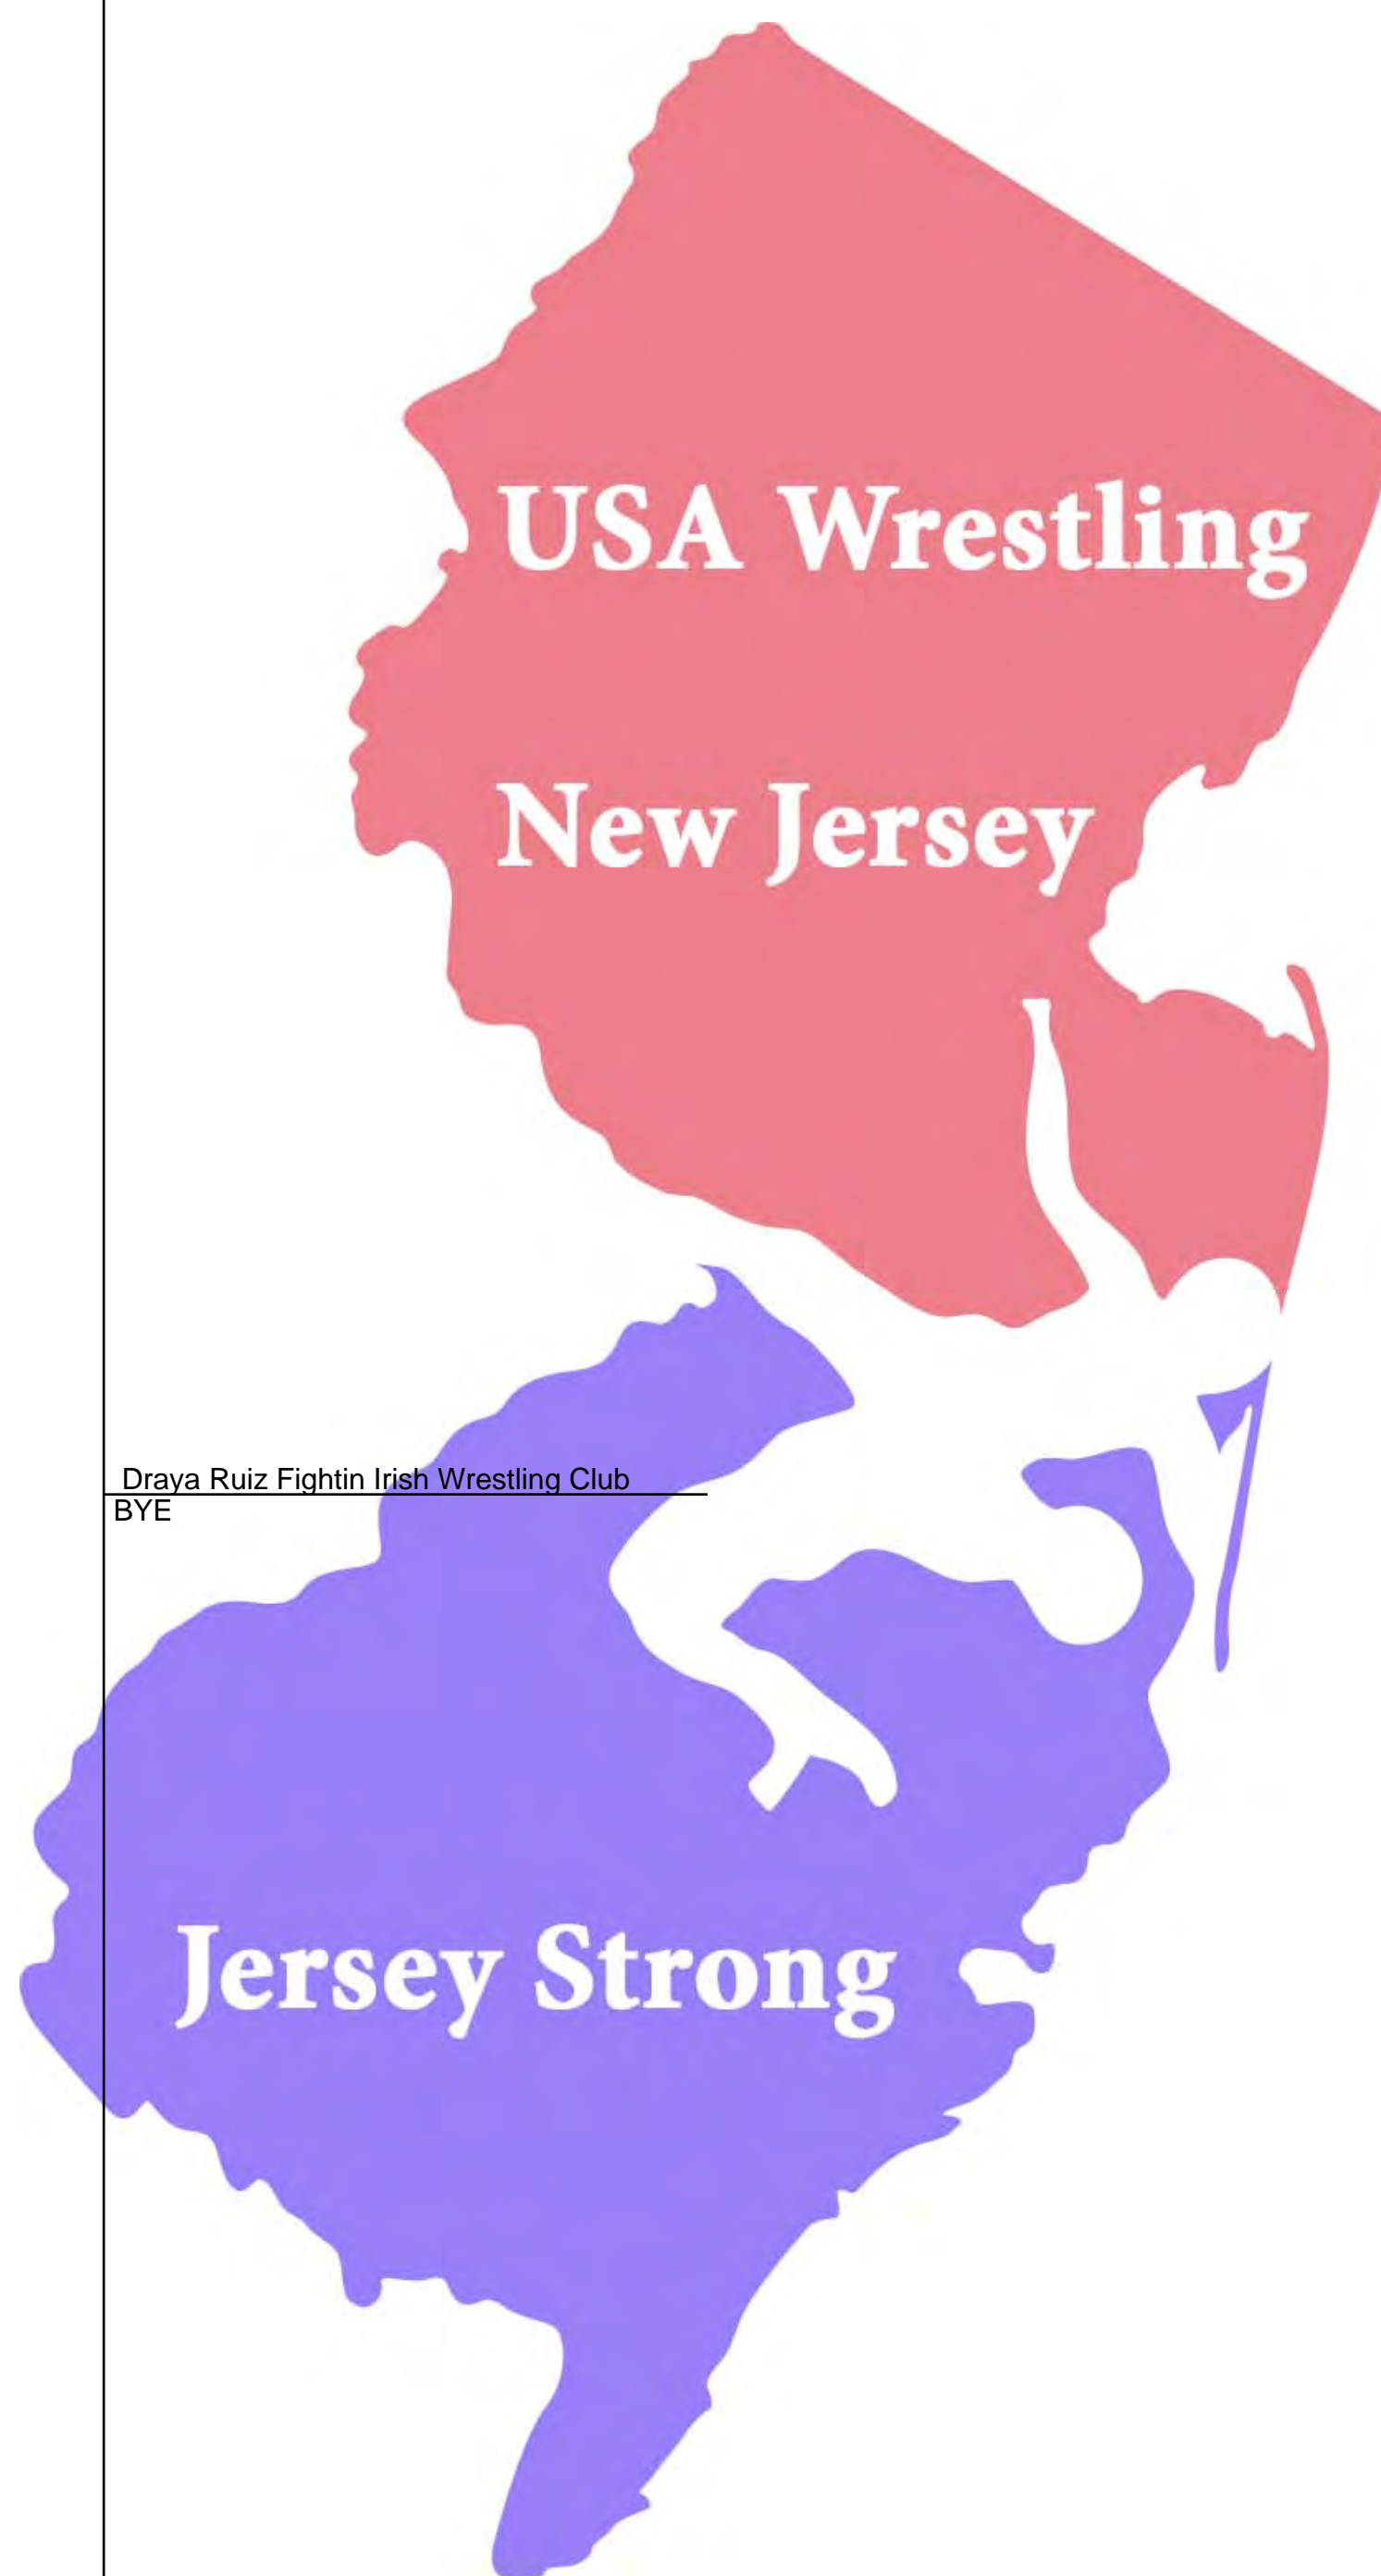 USA Wrestling
New Jersey
Draya Ruiz Fightin Irish Wrestling Club
BYE
Jersey Strong